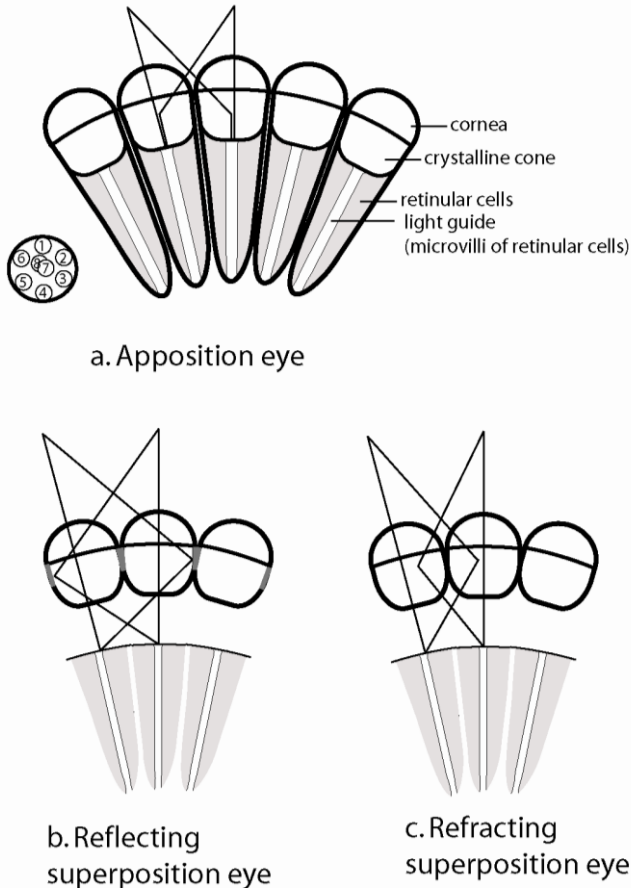 cornea
crystalline cone
retinular cells
light guide
(microvilli of retinular cells)
1
6 2
8
7
5 3
4
a. Apposition eye
b. Reflecting
superposition eye
c. Refracting
superposition eye